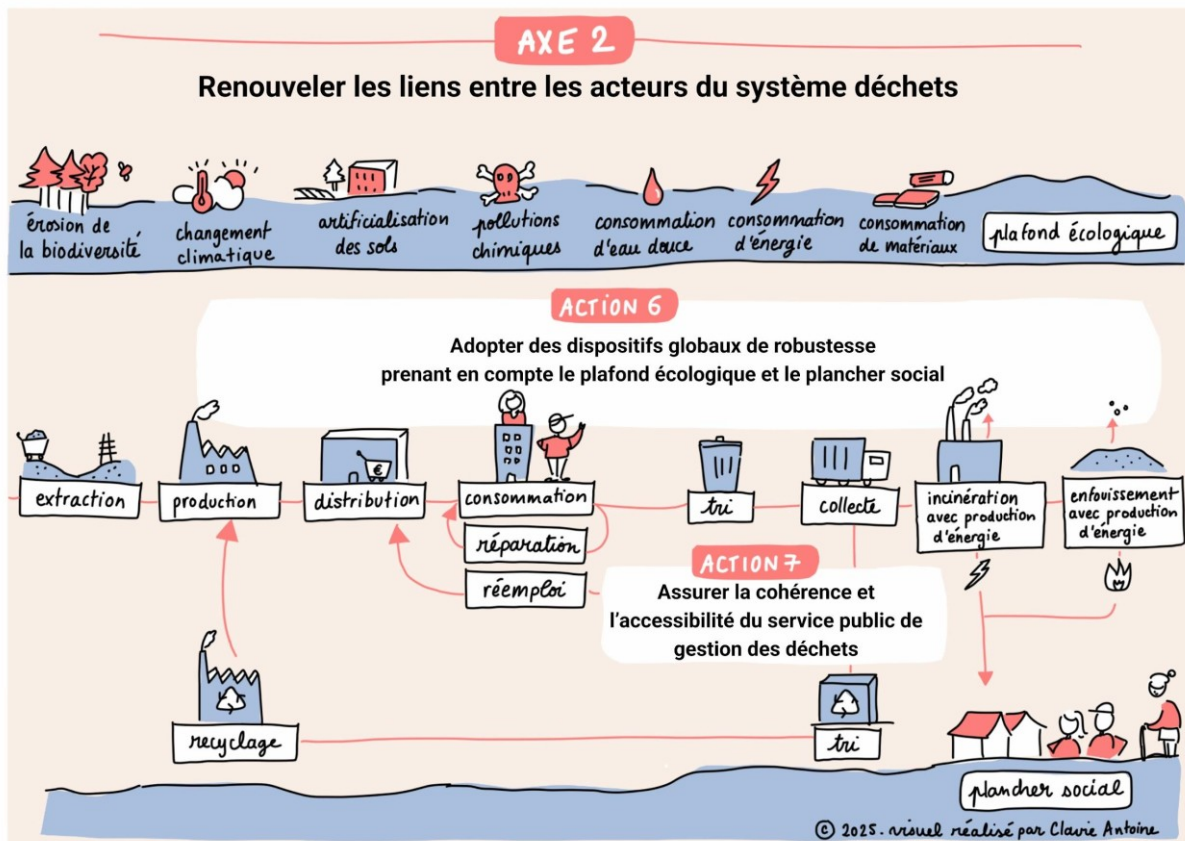 AXE 2
Renouveler les liens entre les acteurs du système déchets
érosion de
la biodiversité
changement
climatique
artificialisation
des sols
pollutions
chimiques
consommation
d'eau douce
consommation
d'énergie
consommation
de matériaux
plafond écologique
ACTION 6
Adopter des dispositifs globaux de robustesse
prenant en compte le plafond écologique et le plancher social
€
extraction
production
distribution
consommation
tri
collecte
incinération
avec production
d'énergie
enfouissement
avec production
d'énergie
réparation
réemploi
ACTION 7
Assurer la cohérence et
l'accessibilité du service public de
gestion des déchets
recyclage
tri
plancher social
© 2025. visuel réalisé par Clavie Antoine